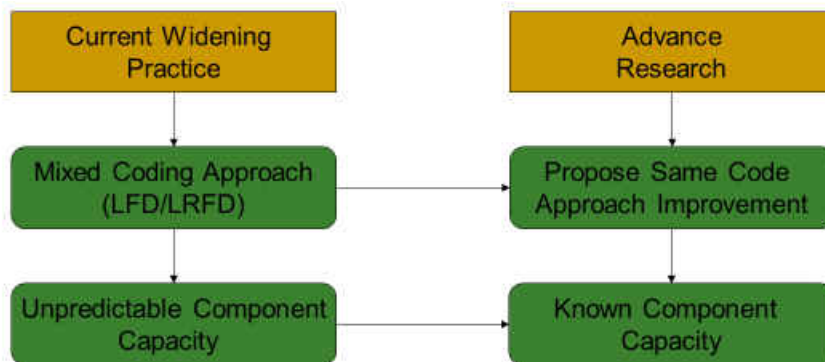 Current Widening
Practice
Advance
Research
Mixed Coding Approach
(LFD/LRFD)
Propose Same Code
Approach Improvement
Unpredictable Component
Capacity
Known Component
Capacity